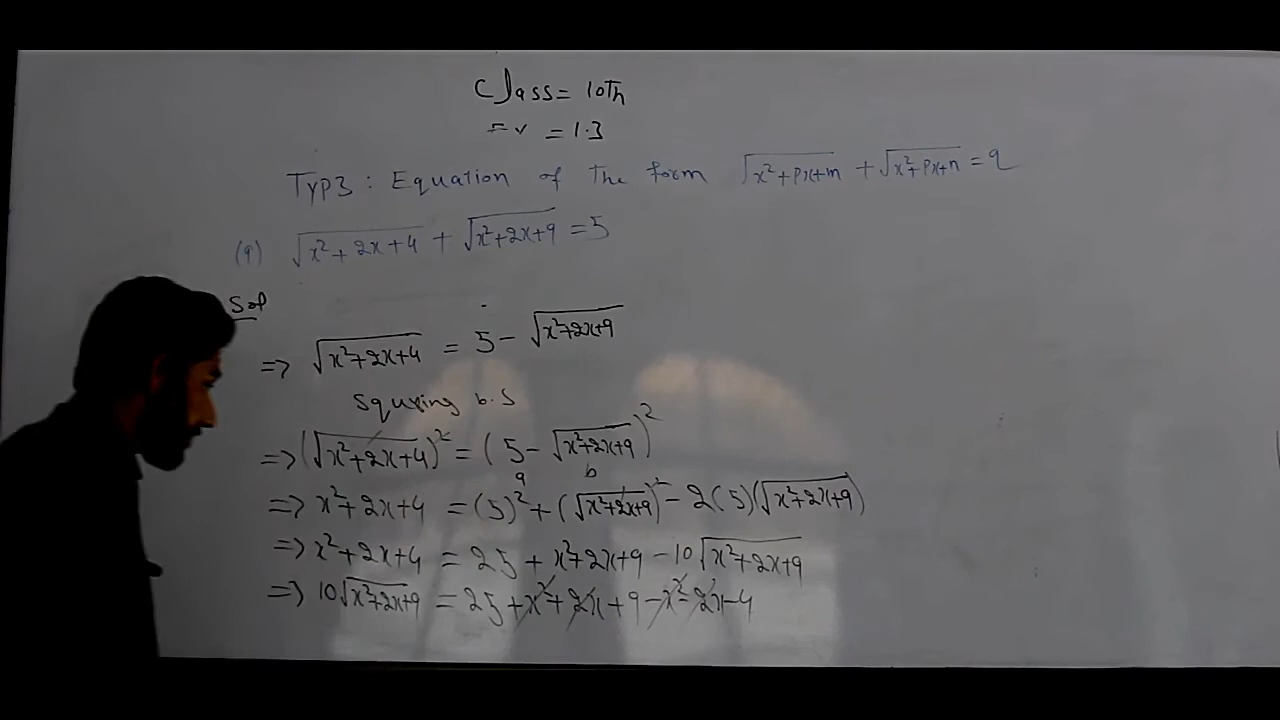 Class = 10Th
Ex = 1.3
Typ3 : Equation of The form √x²+px+m + √x²+px+n = q
(9) √x²+2x+4 + √x²+2x+9 = 5
Sol
=> √x²+2x+4 = 5 - √x²+2x+9
Squring b.S
=> (√x²+2x+4)² = (5 - √x²+2x+9)²
a b
=> x²+2x+4 = (5)² + (√x²+2x+9)² - 2(5)(√x²+2x+9)
=> x²+2x+4 = 25 + x²+2x+9 - 10√x²+2x+9
=> 10√x²+2x+9 = 25 + x² + 2x + 9 - x² - 2x - 4